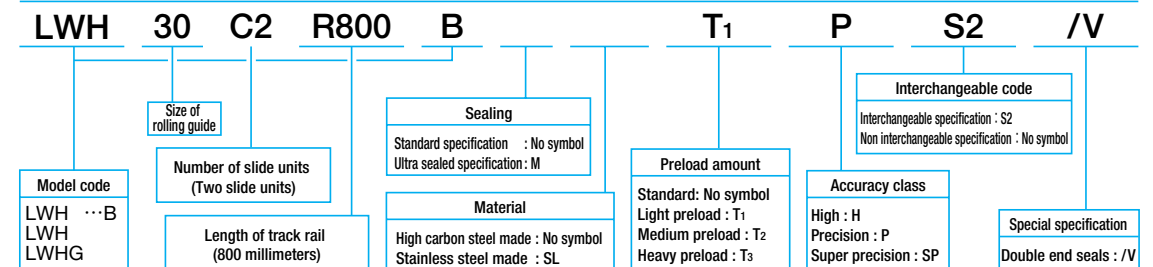 LWH 30 C2 R800 B T1 P S2 /V
Size of
rolling guide
Number of slide units
(Two slide units)
Model code
LWH ···B
LWH
LWHG
Length of track rail
(800 millimeters)
Sealing
Standard specification : No symbol
Ultra sealed specification : M
Material
High carbon steel made : No symbol
Stainless steel made : SL
Preload amount
Standard: No symbol
Light preload : T1
Medium preload : T2
Heavy preload : T3
Interchangeable code
Interchangeable specification : S2
Non interchangeable specification : No symbol
Accuracy class
High : H
Precision : P
Super precision : SP
Special specification
Double end seals : /V